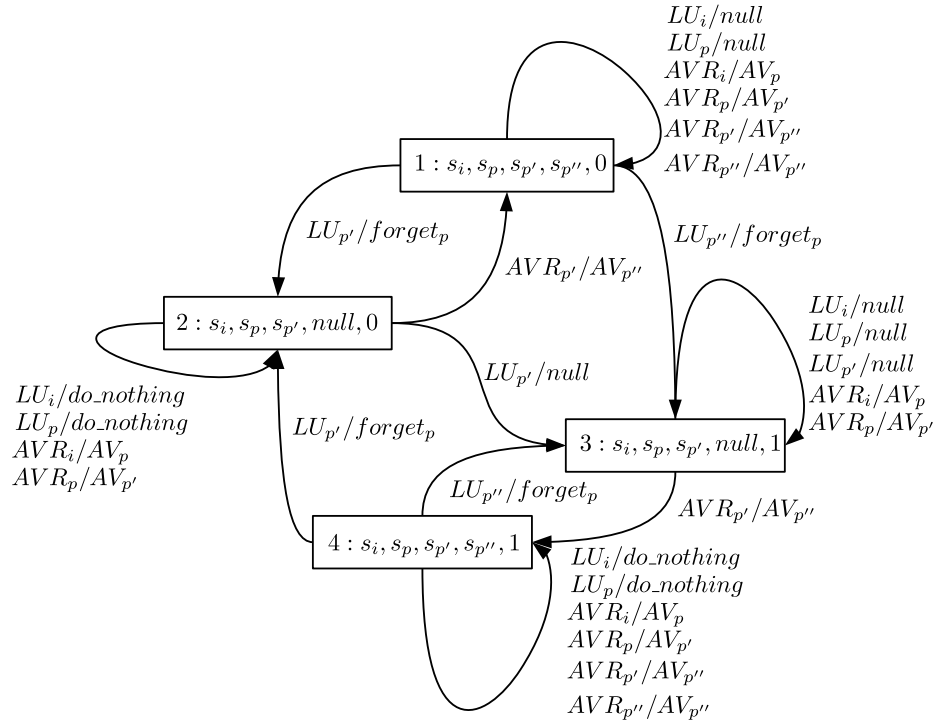 LU_i/null
LU_p/null
AVR_i/AV_p
AVR_p/AV_{p'}
AVR_{p'}/AV_{p''}
AVR_{p''}/AV_{p''}
1 : s_i, s_p, s_{p'}, s_{p''}, 0
LU_{p'}/forget_p
LU_{p''}/forget_p
AVR_{p'}/AV_{p''}
2 : s_i, s_p, s_{p'}, null, 0
LU_i/null
LU_p/null
LU_{p'}/null
AVR_i/AV_p
AVR_p/AV_{p'}
LU_{p'}/null
LU_i/do_nothing
LU_p/do_nothing
AVR_i/AV_p
AVR_p/AV_{p'}
LU_{p'}/forget_p
3 : s_i, s_p, s_{p'}, null, 1
LU_{p''}/forget_p
AVR_{p'}/AV_{p''}
4 : s_i, s_p, s_{p'}, s_{p''}, 1
LU_i/do_nothing
LU_p/do_nothing
AVR_i/AV_p
AVR_p/AV_{p'}
AVR_{p'}/AV_{p''}
AVR_{p''}/AV_{p''}